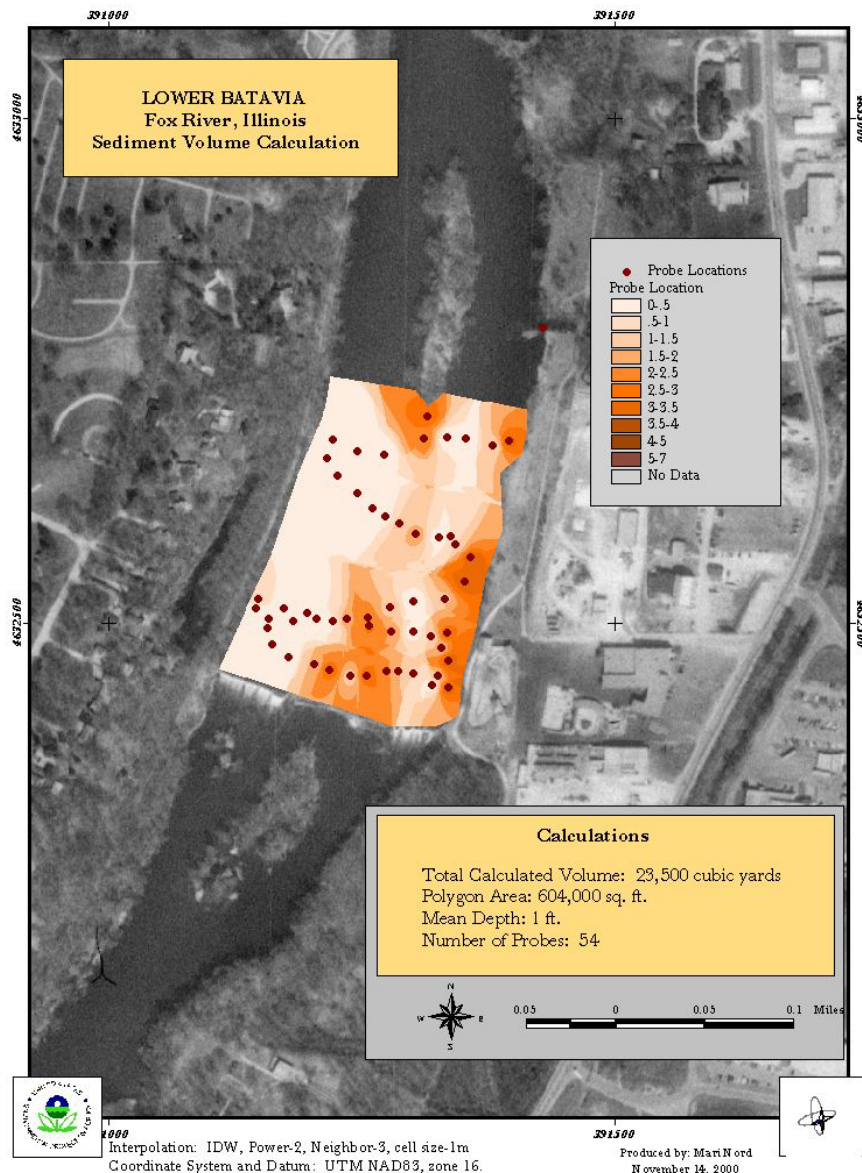 391000
391500
4633000
4633000
LOWER BATAVIA
Fox River, Illinois
Sediment Volume Calculation
Probe Locations
Probe Location
0-.5
.5-1
1-1.5
1.5-2
2-2.5
2.5-3
3-3.5
3.5-4
4-5
5-7
No Data
4632500
4632500
Calculations
Total Calculated Volume: 23,500 cubic yards
Polygon Area: 604,000 sq. ft.
Mean Depth: 1 ft.
Number of Probes: 54
N
W
E
S
0.05
0
0.05
0.1 Miles
391500
Interpolation: IDW, Power-2, Neighbor-3, cell size-1m
Coordinate System and Datum: UTM NAD83, zone 16.
Produced by: Mari Nord
November 14, 2000